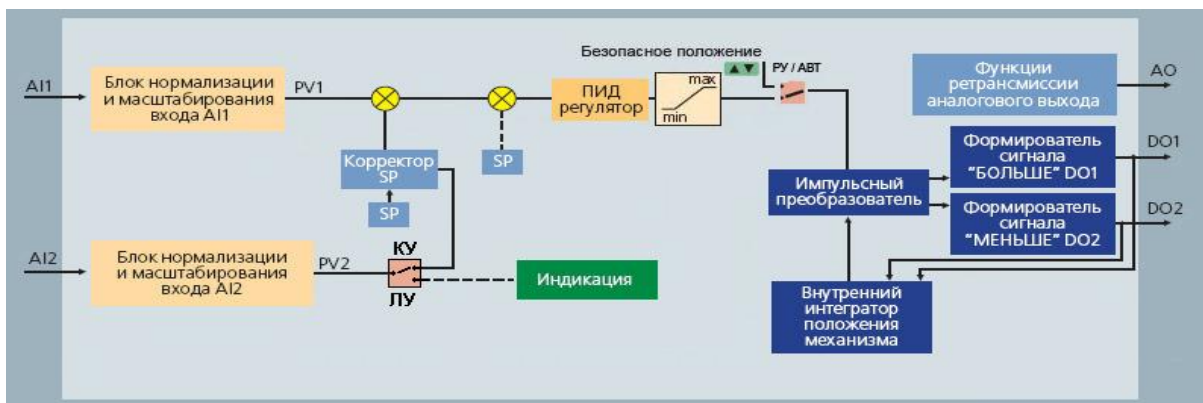 Безопасное положение
AI1
Блок нормализации
и масштабирования
входа AI1
PV1
ПИД
регулятор
max
min
РУ / АВТ
Функции
ретрансмиссии
аналогового выхода
AO
Корректор
SP
SP
SP
Импульсный
преобразователь
Формирователь
сигнала
"БОЛЬШЕ" DO1
DO1
Формирователь
сигнала
"МЕНЬШЕ" DO2
DO2
AI2
Блок нормализации
и масштабирования
входа AI2
PV2
КУ
ЛУ
Индикация
Внутренний
интегратор
положения
механизма